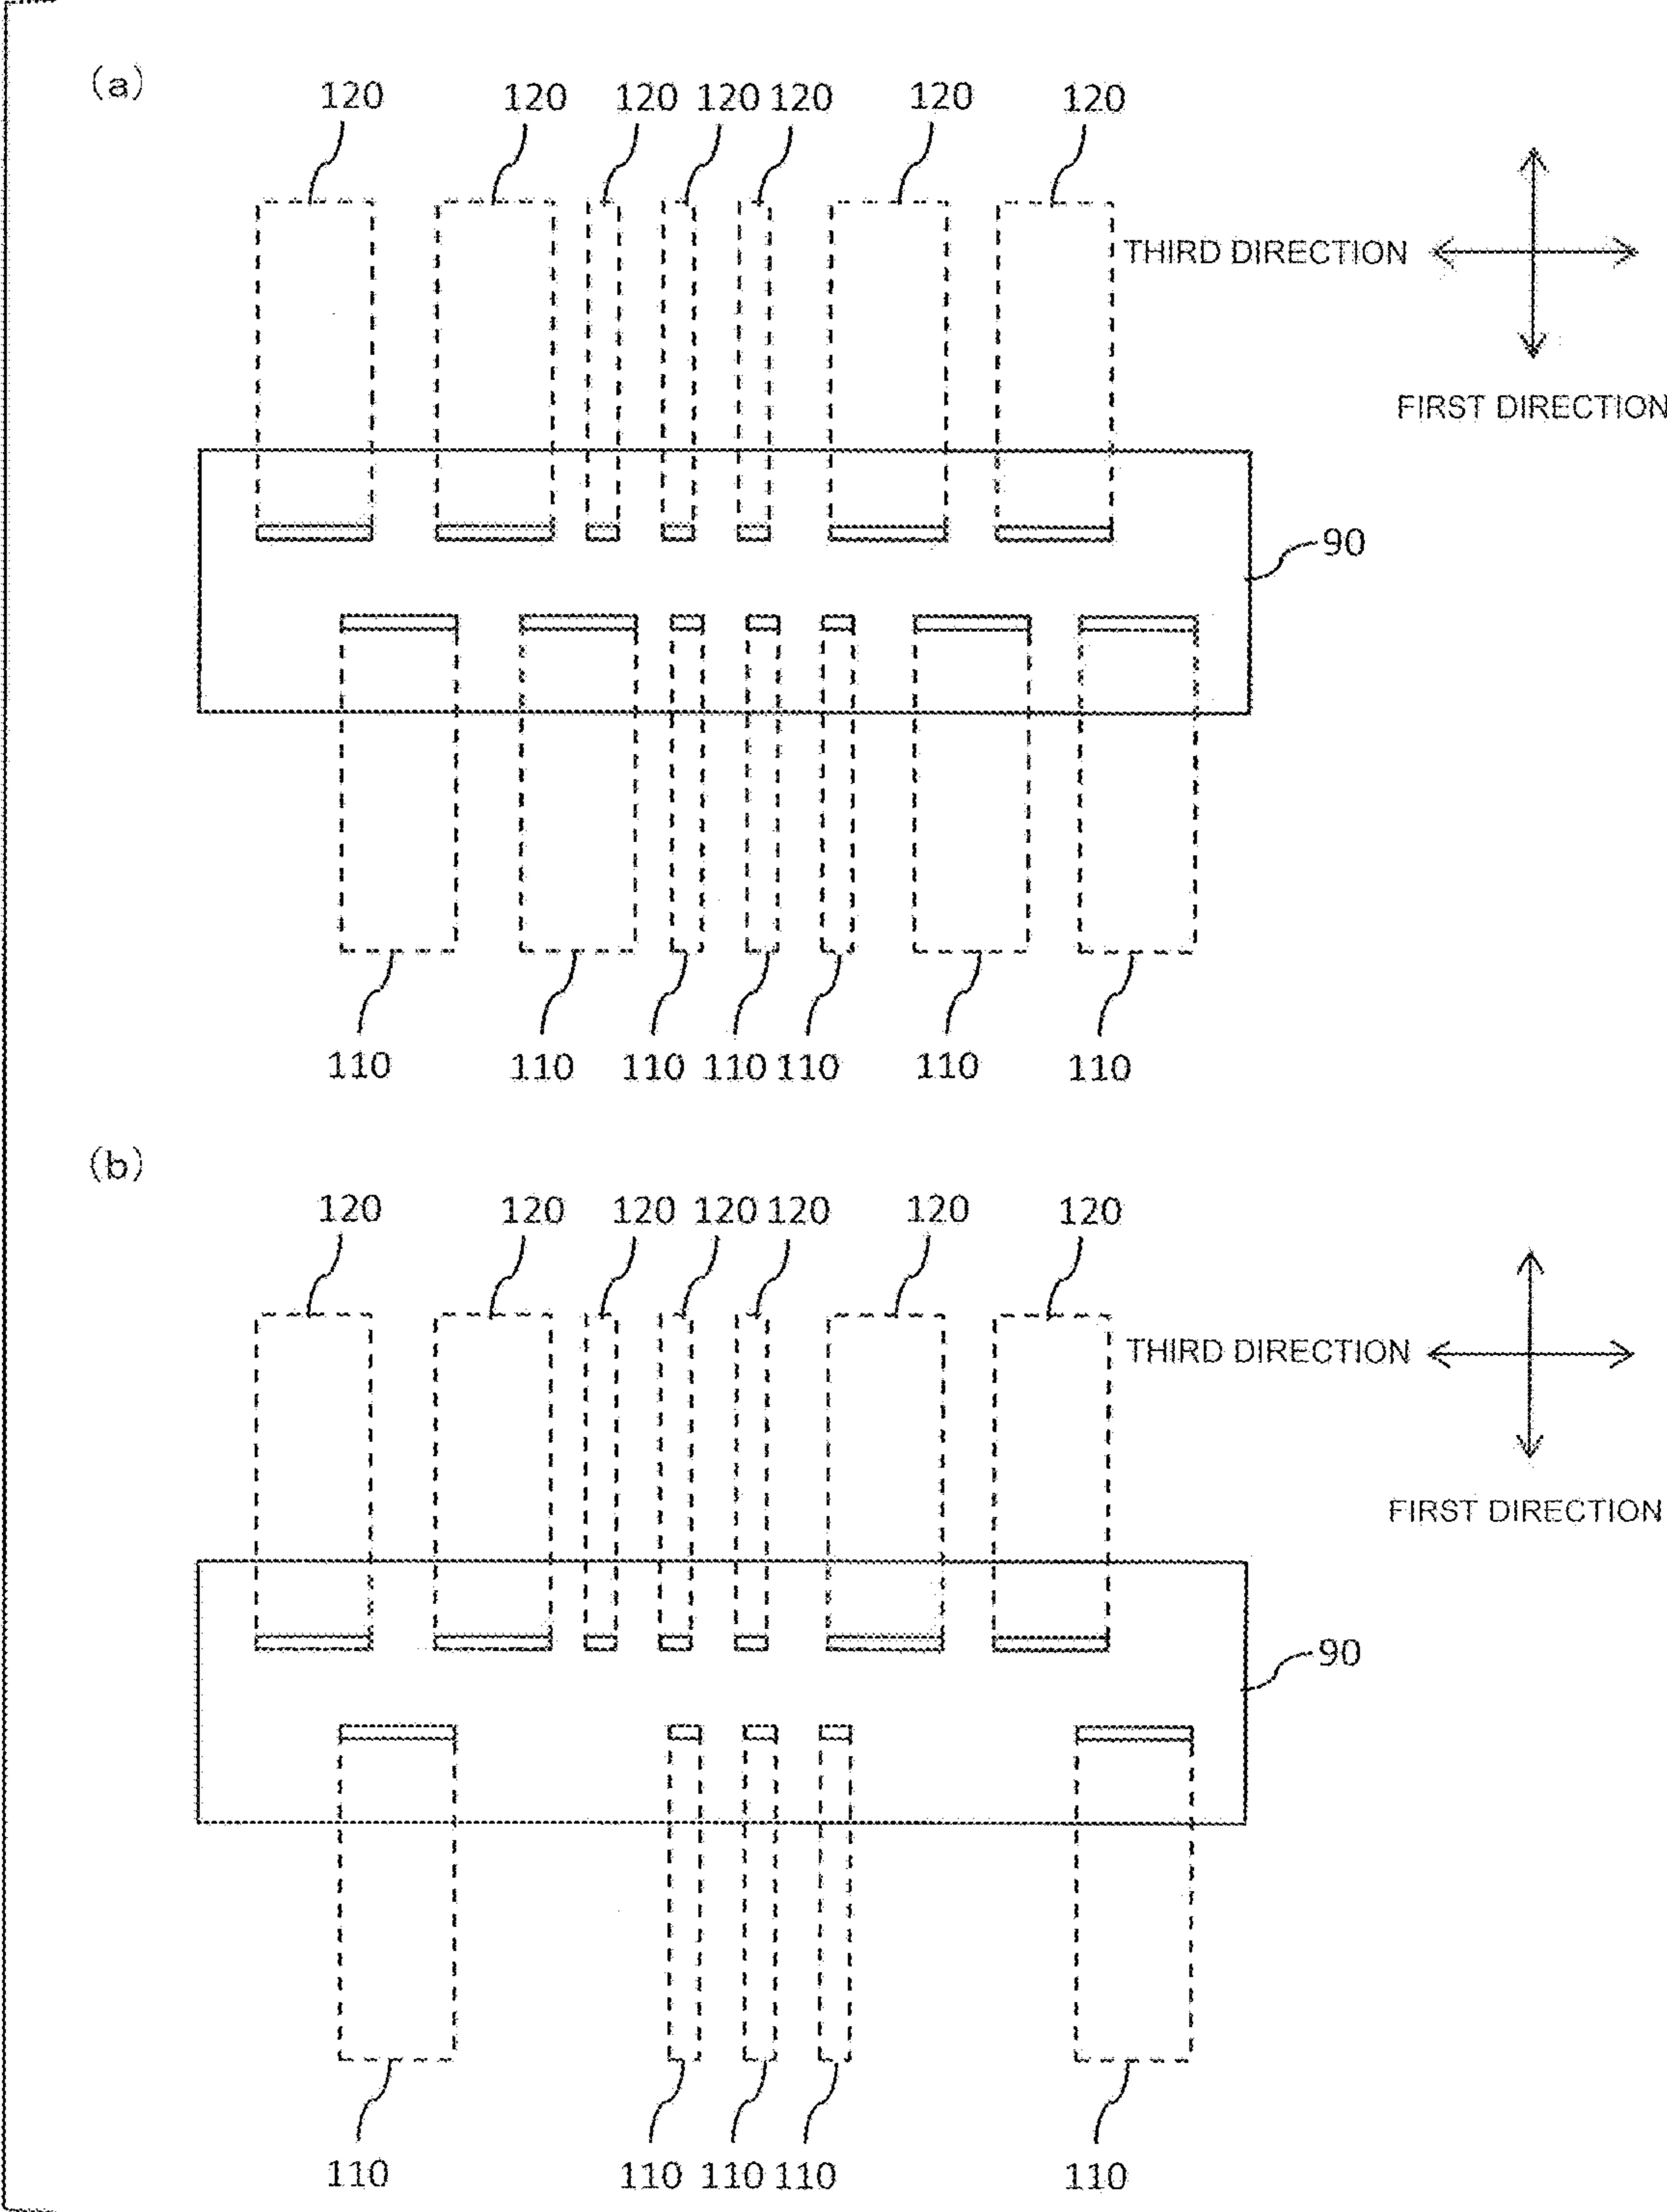 (a)
120 120 120 120 120 120 120
THIRD DIRECTION
FIRST DIRECTION
90
110 110 110 110 110 110 110
(b)
120 120 120 120 120 120 120
THIRD DIRECTION
FIRST DIRECTION
90
110 110 110 110 110